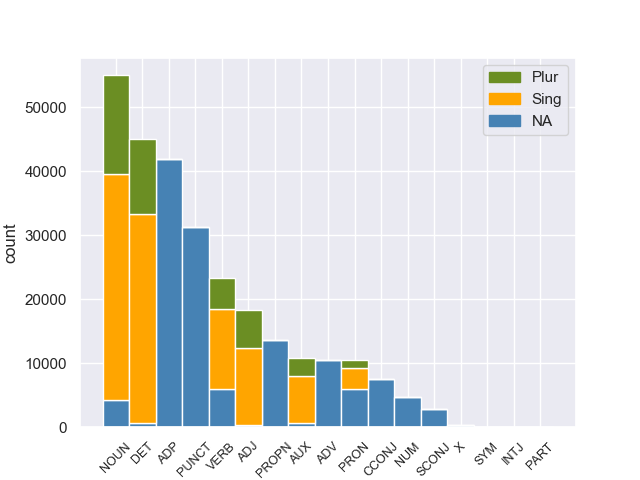 Plur
Sing
NA
count
50000
40000
30000
20000
10000
0
NOUN
DET
ADP
PUNCT
VERB
ADJ
PROPN
AUX
ADV
PRON
CCONJ
NUM
SCONJ
X
SYM
INTJ
PART